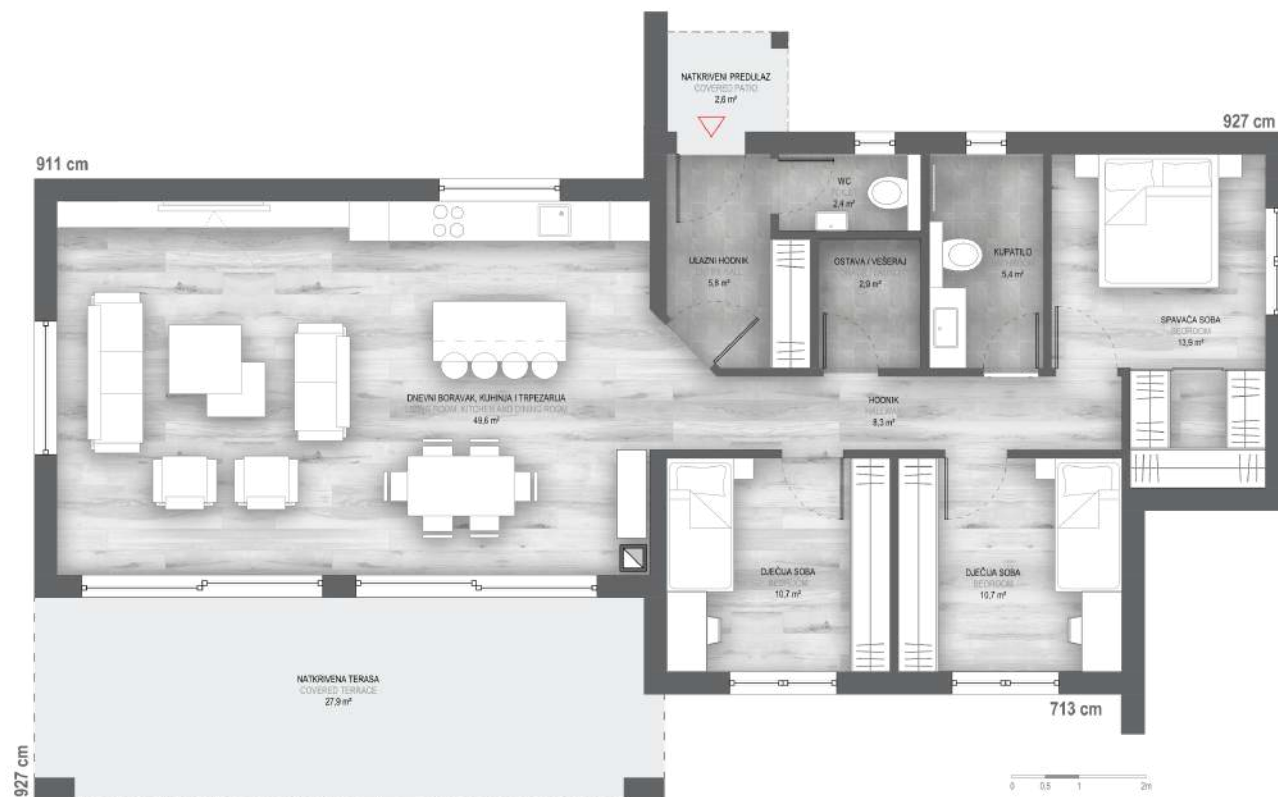 NATKRIVENI PREDULAZ
COVERED PATIO
2,6 m²
927 cm
911 cm
WC
TOILET
2,4 m²
ULAZNI HODNIK
5,8 m²
OSTAVA / VEŠERAJ
2,9 m²
KUPATILO
5,4 m²
SPAVAĆA SOBA
BEDROOM
13,9 m²
DNEVNI BORAVAK, KUHINJA I TRPEZARIJA
LIVING ROOM, KITCHEN AND DINING ROOM
49,6 m²
HODNIK
HALLWAY
8,3 m²
DJEČIJA SOBA
BEDROOM
10,7 m²
DJEČIJA SOBA
BEDROOM
10,7 m²
NATKRIVENA TERASA
COVERED TERRACE
27,9 m²
713 cm
927 cm
0 0,5 1 2m